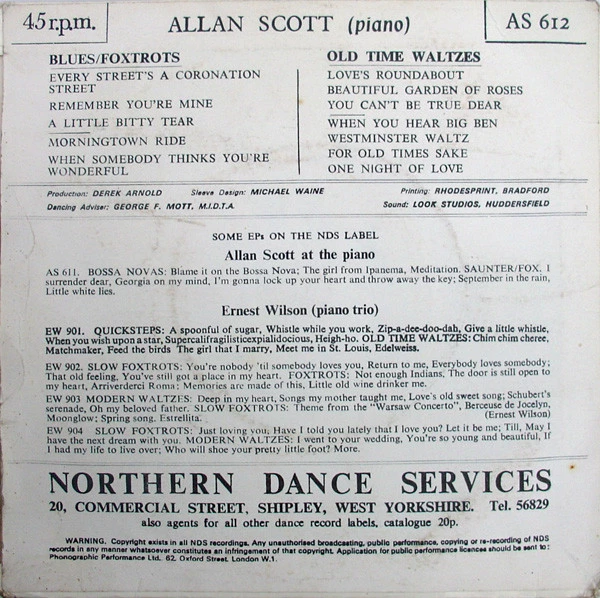 45 r.p.m.
ALLAN SCOTT (piano)
AS 612
BLUES/FOXTROTS
EVERY STREET'S A CORONATION
STREET
REMEMBER YOU'RE MINE
A LITTLE BITTY TEAR
MORNINGTOWN RIDE
WHEN SOMEBODY THINKS YOU'RE
WONDERFUL
OLD TIME WALTZES
LOVE'S ROUNDABOUT
BEAUTIFUL GARDEN OF ROSES
YOU CAN'T BE TRUE DEAR
WHEN YOU HEAR BIG BEN
WESTMINSTER WALTZ
FOR OLD TIMES SAKE
ONE NIGHT OF LOVE
Production: DEREK ARNOLD Sleeve Design: MICHAEL WAINE Printing: RHODESPRINT, BRADFORD
Dancing Adviser: GEORGE F. MOTT, M.I.D.T.A. Sound: LOOK STUDIOS, HUDDERSFIELD
SOME EPs ON THE NDS LABEL
Allan Scott at the piano
AS 611. BOSSA NOVAS: Blame it on the Bossa Nova; The girl from Ipanema, Meditation. SAUNTER/FOX. I
surrender dear, Georgia on my mind, I'm gonna lock up your heart and throw away the key; September in the rain,
Little white lies.
Ernest Wilson (piano trio)
EW 901. QUICKSTEPS: A spoonful of sugar, Whistle while you work, Zip-a-dee-doo-dah, Give a little whistle,
When you wish upon a star, Supercalifragilisticexpialidocious, Heigh-ho. OLD TIME WALTZES: Chim chim cheree,
Matchmaker, Feed the birds The girl that I marry, Meet me in St. Louis, Edelweiss.
EW 902. SLOW FOXTROTS: You're nobody 'til somebody loves you, Return to me, Everybody loves somebody;
That old feeling, You've still got a place in my heart. FOXTROTS: Not enough Indians, The door is still open to
my heart, Arriverderci Roma; Memories are made of this, Little old wine drinker me.
EW 903 MODERN WALTZES: Deep in my heart, Songs my mother taught me, Love's old sweet song; Schubert's
serenade, Oh my beloved father. SLOW FOXTROTS: Theme from the "Warsaw Concerto", Berceuse de Jocelyn,
Moonglow; Spring song. Estrellita. (Ernest Wilson)
EW 904 SLOW FOXTROTS: Just loving you, Have I told you lately that I love you? Let it be me; Till, May I
have the next dream with you. MODERN WALTZES: I went to your wedding, You're so young and beautiful, If
I had my life to live over; Who will shoe your pretty little foot? More.
NORTHERN DANCE SERVICES
20, COMMERCIAL STREET, SHIPLEY, WEST YORKSHIRE. Tel. 56829
also agents for all other dance record labels, catalogue 20p.
WARNING. Copyright exists in all NDS recordings. Any unauthorised broadcasting, public performance, copying or re-recording of NDS
records in any manner whatsoever constitutes an infringement of that copyright. Application for public performance licences should be sent to:
Phonographic Performance Ltd. 62. Oxford Street. London W.1.